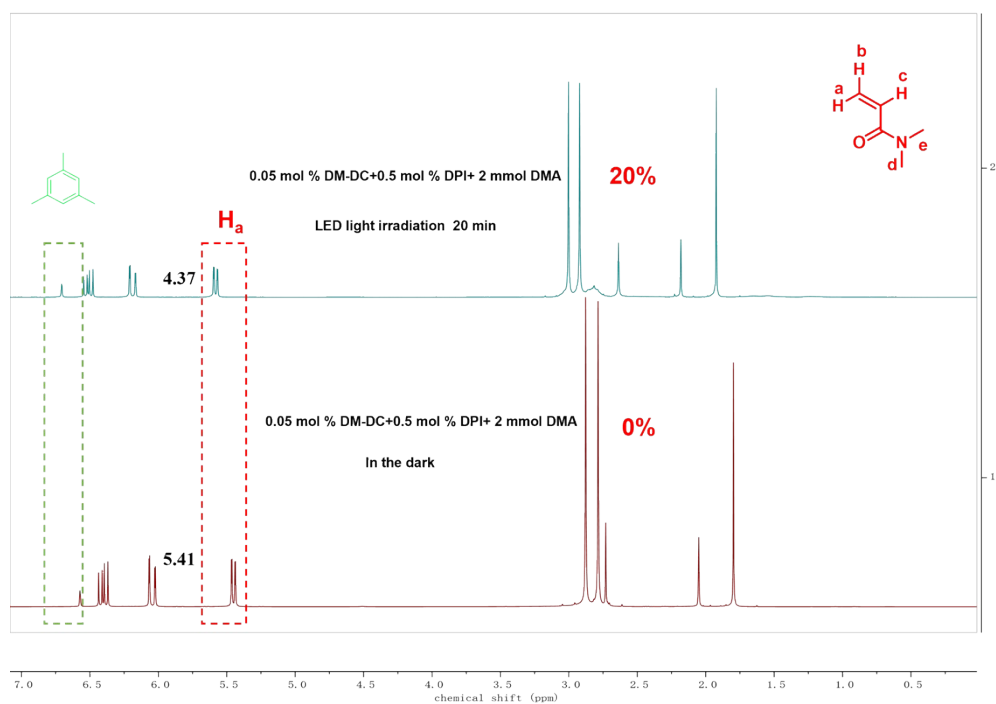 b
H
a
c
H
H
O
N
e
d
0.05 mol % DM-DC+0.5 mol % DPI+ 2 mmol DMA
20%
2
LED light irradiation 20 min
Ha
4.37
0.05 mol % DM-DC+0.5 mol % DPI+ 2 mmol DMA
0%
In the dark
1
5.41
7.0 6.5 6.0 5.5 5.0 4.5 4.0 3.5 3.0 2.5 2.0 1.5 1.0 0.5
chemical shift (ppm)